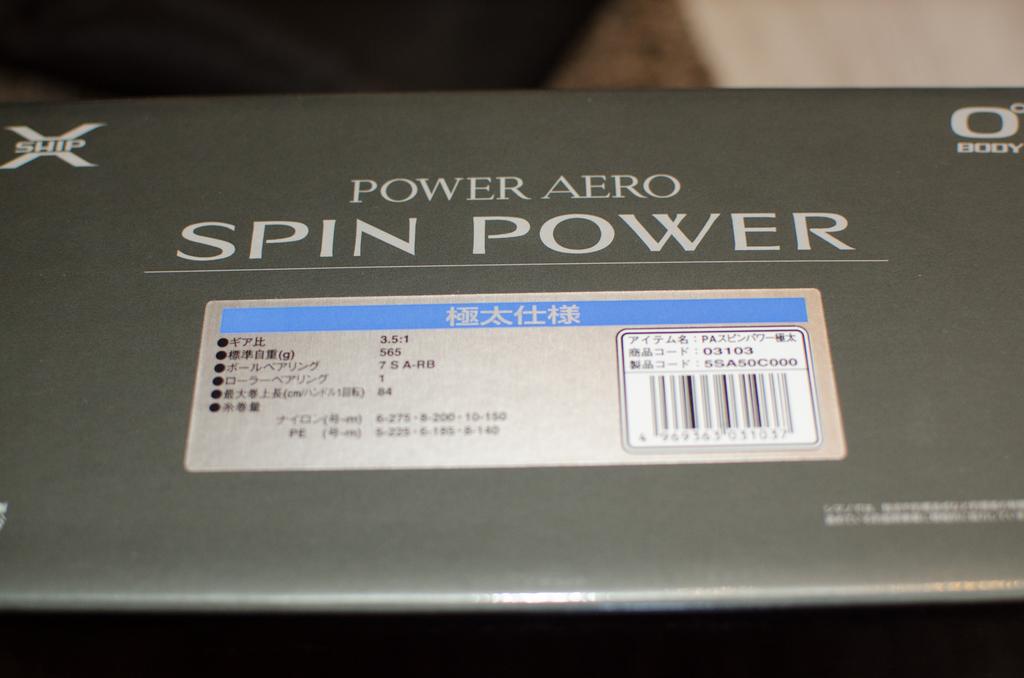 X SHIP
0°
BODY
POWER AERO
SPIN POWER
極太仕様
●ギア比 3.5:1
●標準自重(g) 565
●ボールベアリング 7 S A-RB
●ローラーベアリング 1
●最大巻上長(cm/ハンドル1回転) 84
●糸巻量
ナイロン(号-m) 6-275・8-200・10-150
PE (号-m) 5-225・6-185・8-140
アイテム名: PAスピンパワー極太
商品コード: 03103
製品コード: 5SA50C000
4 969363 031037